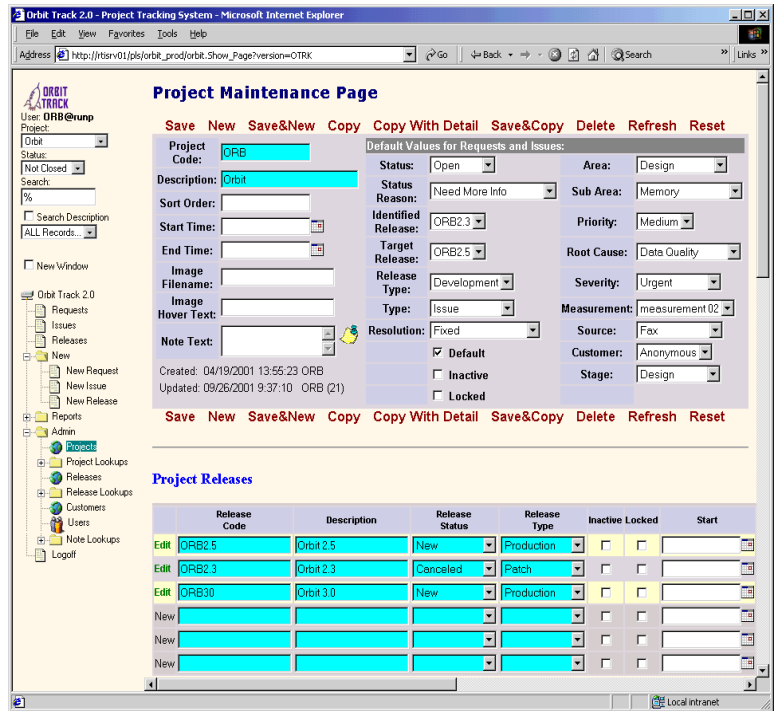 Orbit Track 2.0 - Project Tracking System - Microsoft Internet Explorer
File Edit View Favorites Tools Help
Address http://rtisrv01/pls/orbit_prod/orbit.Show_Page?version=OTRK Go Back Search » Links »
ORBIT TRACK
User: ORB@runp
Project:
Orbit
Status:
Not Closed
Search:
%
Search Description
ALL Records...
New Window
Orbit Track 2.0
Requests
Issues
Releases
New
New Request
New Issue
New Release
Reports
Admin
Projects
Project Lookups
Releases
Release Lookups
Customers
Users
Note Lookups
Logoff
Project Maintenance Page
Save New Save&New Copy Copy With Detail Save&Copy Delete Refresh Reset
Project Code: ORB
Description: Orbit
Sort Order:
Start Time:
End Time:
Image Filename:
Image Hover Text:
Note Text:
Created: 04/19/2001 13:55:23 ORB
Updated: 09/26/2001 9:37:10 ORB (21)
Default Values for Requests and Issues:
Status: Open Area: Design
Status Reason: Need More Info Sub Area: Memory
Identified Release: ORB2.3 Priority: Medium
Target Release: ORB2.5 Root Cause: Data Quality
Release Type: Development Severity: Urgent
Type: Issue Measurement: measurement 02
Resolution: Fixed Source: Fax
Default Customer: Anonymous
Inactive Stage: Design
Locked
Save New Save&New Copy Copy With Detail Save&Copy Delete Refresh Reset
Project Releases
Release Code Description Release Status Release Type Inactive Locked Start
Edit ORB2.5 Orbit 2.5 New Production
Edit ORB2.3 Orbit 2.3 Canceled Patch
Edit ORB30 Orbit 3.0 New Production
New
New
New
Local intranet